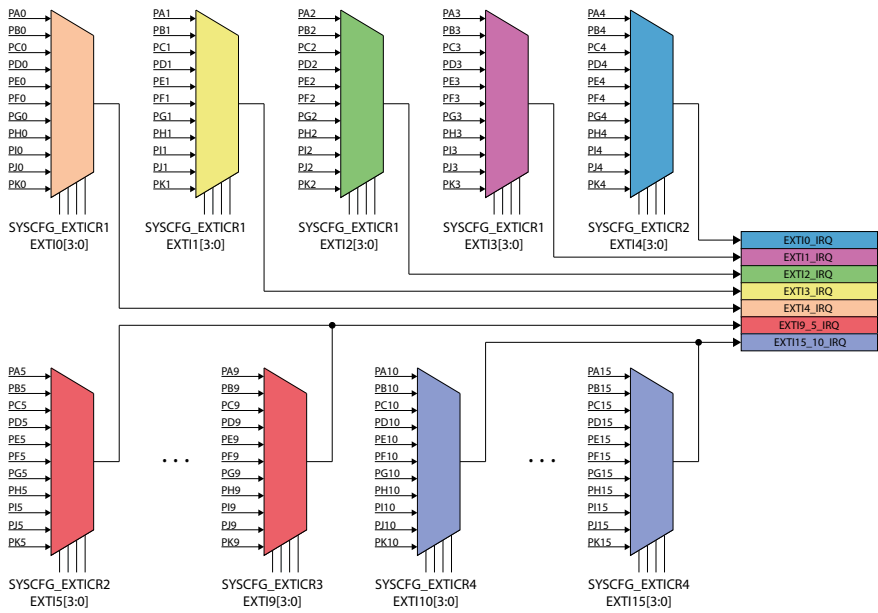 PA0
PB0
PC0
PD0
PE0
PF0
PG0
PH0
PI0
PJ0
PK0
SYSCFG_EXTICR1
EXTI0[3:0]
PA1
PB1
PC1
PD1
PE1
PF1
PG1
PH1
PI1
PJ1
PK1
SYSCFG_EXTICR1
EXTI1[3:0]
PA2
PB2
PC2
PD2
PE2
PF2
PG2
PH2
PI2
PJ2
PK2
SYSCFG_EXTICR1
EXTI2[3:0]
PA3
PB3
PC3
PD3
PE3
PF3
PG3
PH3
PI3
PJ3
PK3
SYSCFG_EXTICR1
EXTI3[3:0]
PA4
PB4
PC4
PD4
PE4
PF4
PG4
PH4
PI4
PJ4
PK4
SYSCFG_EXTICR2
EXTI4[3:0]
EXTI0_IRQ
EXTI1_IRQ
EXTI2_IRQ
EXTI3_IRQ
EXTI4_IRQ
EXTI9_5_IRQ
EXTI15_10_IRQ
PA5
PB5
PC5
PD5
PE5
PF5
PG5
PH5
PI5
PJ5
PK5
SYSCFG_EXTICR2
EXTI5[3:0]
...
PA9
PB9
PC9
PD9
PE9
PF9
PG9
PH9
PI9
PJ9
PK9
SYSCFG_EXTICR3
EXTI9[3:0]
PA10
PB10
PC10
PD10
PE10
PF10
PG10
PH10
PI10
PJ10
PK10
SYSCFG_EXTICR4
EXTI10[3:0]
...
PA15
PB15
PC15
PD15
PE15
PF15
PG15
PH15
PI15
PJ15
PK15
SYSCFG_EXTICR4
EXTI15[3:0]